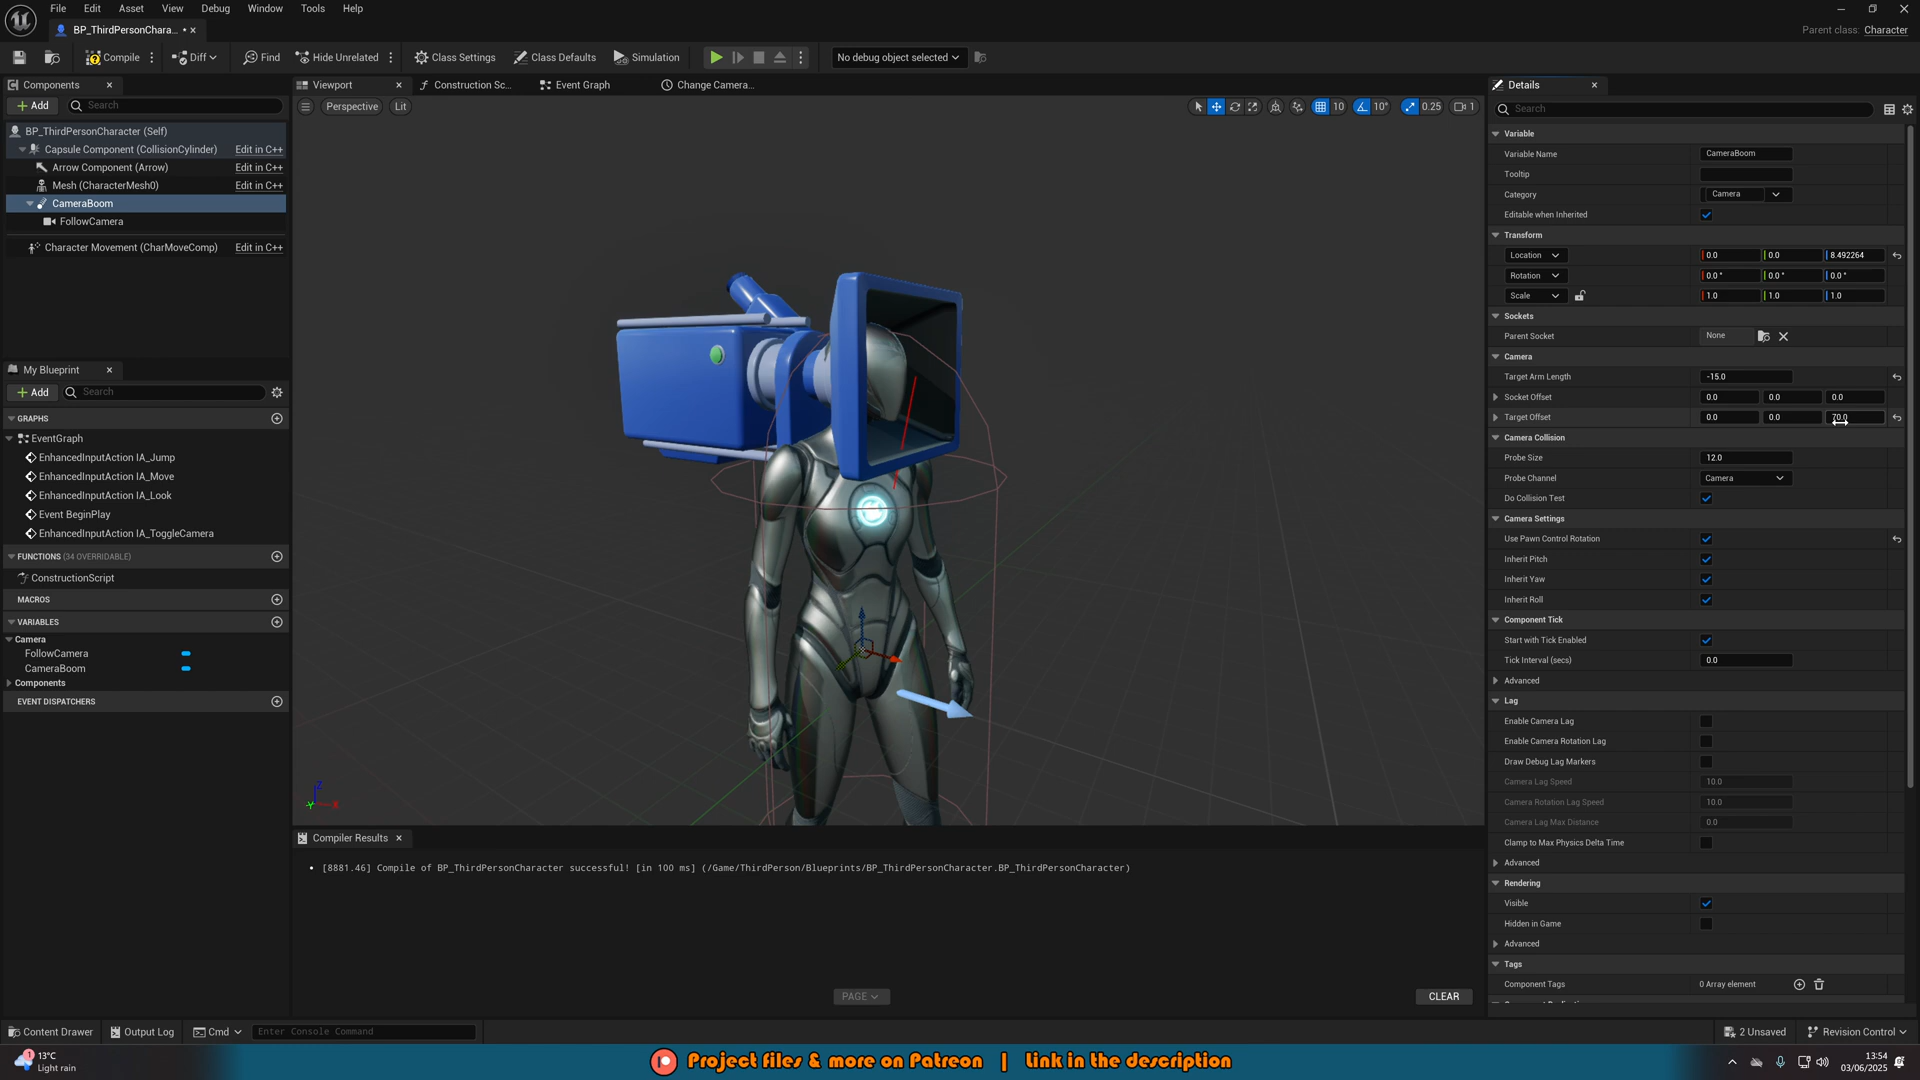 File Edit Asset View Debug Window Tools Help
BP_ThirdPersonChara...
Parent class: Character
Compile
Diff
Find
Hide Unrelated
Class Settings
Class Defaults
Simulation
No debug object selected
Components
Add
Search
BP_ThirdPersonCharacter (Self)
Capsule Component (CollisionCylinder) Edit in C++
Arrow Component (Arrow) Edit in C++
Mesh (CharacterMesh0) Edit in C++
CameraBoom
FollowCamera
Character Movement (CharMoveComp) Edit in C++
My Blueprint
Add
Search
GRAPHS
EventGraph
EnhancedInputAction IA_Jump
EnhancedInputAction IA_Move
EnhancedInputAction IA_Look
Event BeginPlay
EnhancedInputAction IA_ToggleCamera
FUNCTIONS (34 OVERRIDABLE)
ConstructionScript
MACROS
VARIABLES
Camera
FollowCamera
CameraBoom
Components
EVENT DISPATCHERS
Viewport
Construction Sc...
Event Graph
Change Camera...
Perspective
Lit
10
10°
0.25
1
Z
Y
X
Compiler Results
[8881.46] Compile of BP_ThirdPersonCharacter successful! [in 100 ms] (/Game/ThirdPerson/Blueprints/BP_ThirdPersonCharacter.BP_ThirdPersonCharacter)
PAGE
CLEAR
Details
Search
Variable
Variable Name CameraBoom
Tooltip
Category Camera
Editable when Inherited
Transform
Location 0.0 0.0 8.492264
Rotation 0.0° 0.0° 0.0°
Scale 1.0 1.0 1.0
Sockets
Parent Socket None
Camera
Target Arm Length -15.0
Socket Offset 0.0 0.0 0.0
Target Offset 0.0 0.0 70.0
Camera Collision
Probe Size 12.0
Probe Channel Camera
Do Collision Test
Camera Settings
Use Pawn Control Rotation
Inherit Pitch
Inherit Yaw
Inherit Roll
Component Tick
Start with Tick Enabled
Tick Interval (secs) 0.0
Advanced
Lag
Enable Camera Lag
Enable Camera Rotation Lag
Draw Debug Lag Markers
Camera Lag Speed 10.0
Camera Rotation Lag Speed 10.0
Camera Lag Max Distance 0.0
Clamp to Max Physics Delta Time
Advanced
Rendering
Visible
Hidden in Game
Advanced
Tags
Component Tags 0 Array element
Content Drawer
Output Log
Cmd
Enter Console Command
2 Unsaved
Revision Control
1
13°C
Light rain
Project files & more on Patreon | Link in the description
13:54
03/06/2025